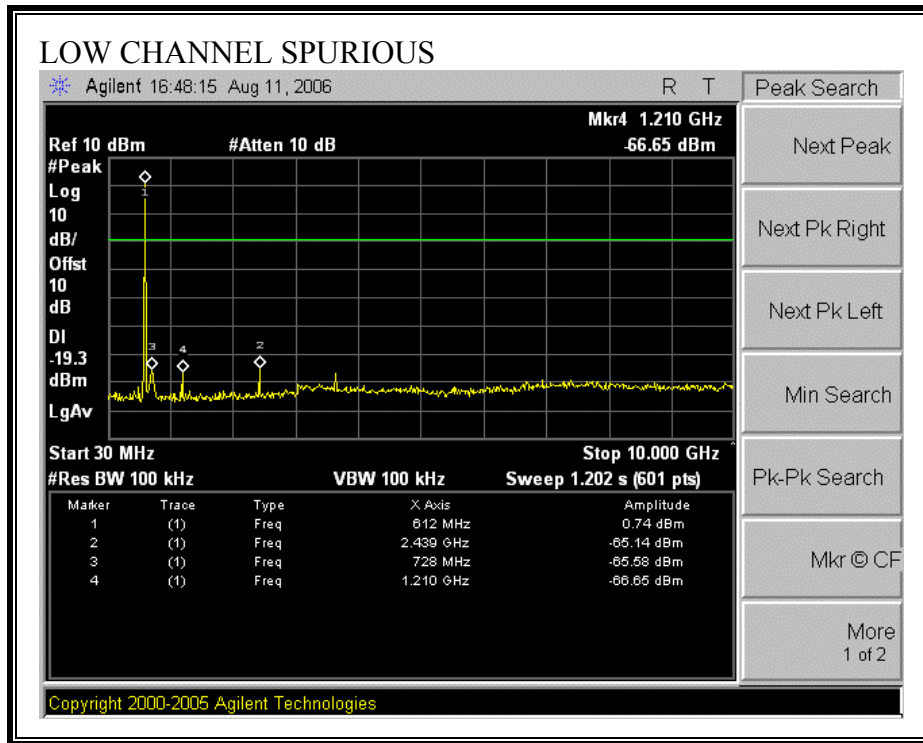 LOW CHANNEL SPURIOUS
Agilent 16:48:15 Aug 11, 2006 R T
Peak Search
Mkr4 1.210 GHz
Ref 10 dBm #Atten 10 dB -66.65 dBm
Next Peak
#Peak
Log
10
dB/
Offst
10
dB
DI
-19.3
dBm
LgAv
1
3
4
2
Next Pk Right
Next Pk Left
Min Search
Start 30 MHz Stop 10.000 GHz
#Res BW 100 kHz VBW 100 kHz Sweep 1.202 s (601 pts)
Pk-Pk Search
Marker Trace Type X Axis Amplitude
1 (1) Freq 612 MHz 0.74 dBm
2 (1) Freq 2.439 GHz -65.14 dBm
3 (1) Freq 728 MHz -65.58 dBm
4 (1) Freq 1.210 GHz -66.65 dBm
Mkr © CF
More
1 of 2
Copyright 2000-2005 Agilent Technologies